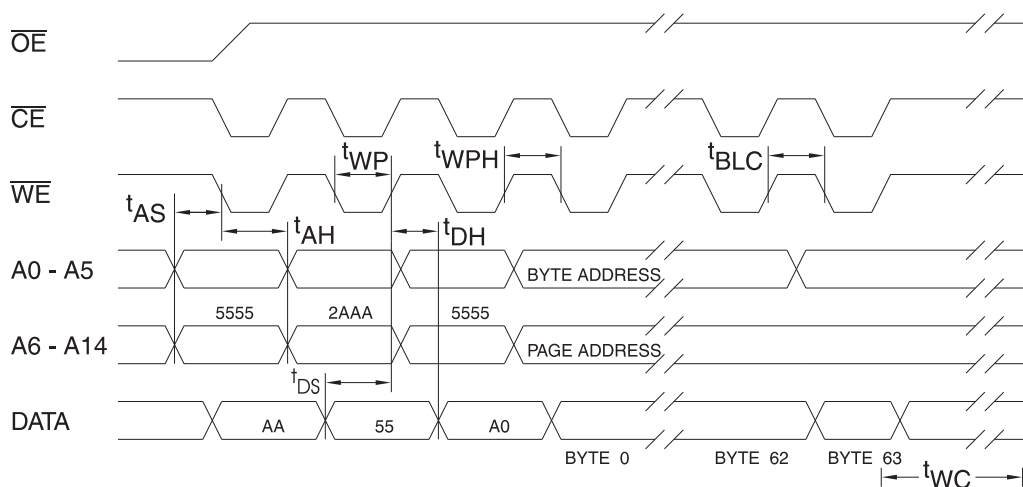 OE
CE
tWP
tWPH
tBLC
WE
tAS
tAH
tDH
A0 - A5
BYTE ADDRESS
5555
2AAA
5555
A6 - A14
PAGE ADDRESS
tDS
DATA
AA
55
A0
BYTE 0
BYTE 62
BYTE 63
tWC